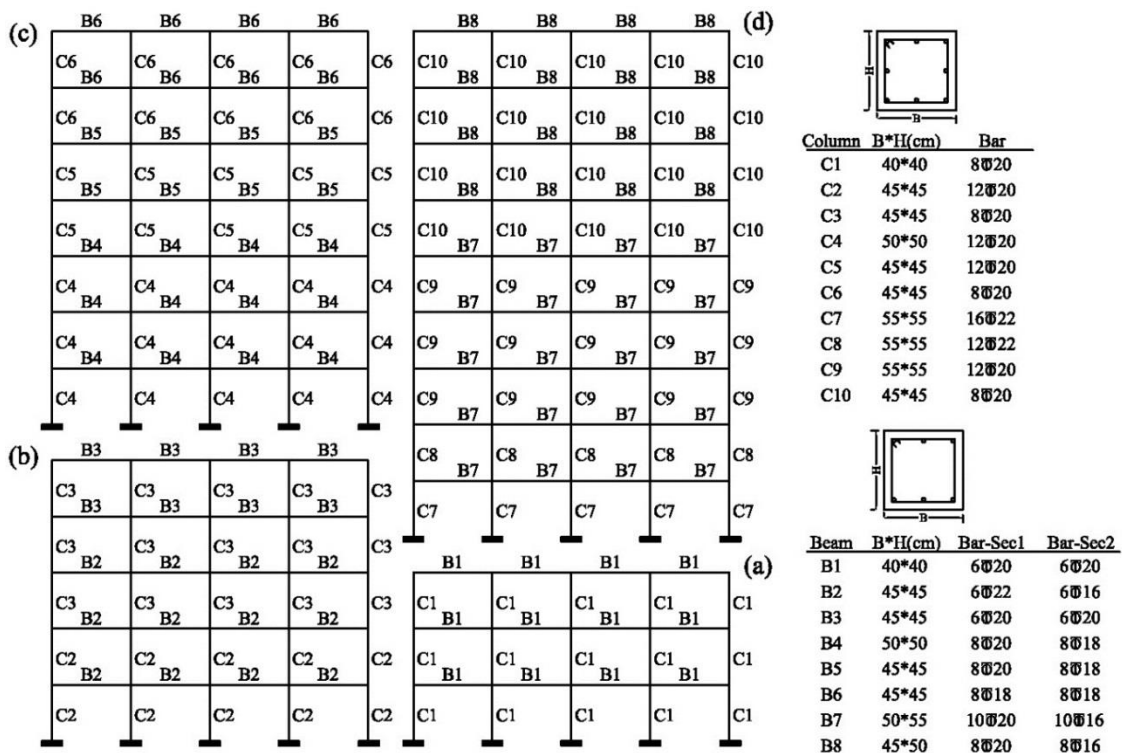 (c)
B6 B6 B6 B6
C6 C6 C6 C6 C6
B6 B6 B6 B6
C6 C6 C6 C6 C6
B5 B5 B5 B5
C5 C5 C5 C5 C5
B5 B5 B5 B5
C5 C5 C5 C5 C5
B4 B4 B4 B4
C4 C4 C4 C4 C4
B4 B4 B4 B4
C4 C4 C4 C4 C4
B4 B4 B4 B4
C4 C4 C4 C4 C4
(d)
B8 B8 B8 B8
C10 C10 C10 C10 C10
B8 B8 B8 B8
C10 C10 C10 C10 C10
B8 B8 B8 B8
C10 C10 C10 C10 C10
B8 B8 B8 B8
C10 C10 C10 C10 C10
B7 B7 B7 B7
C9 C9 C9 C9 C9
B7 B7 B7 B7
C9 C9 C9 C9 C9
B7 B7 B7 B7
C9 C9 C9 C9 C9
B7 B7 B7 B7
C8 C8 C8 C8 C8
B7 B7 B7 B7
C7 C7 C7 C7 C7
(b)
B3 B3 B3 B3
C3 C3 C3 C3 C3
B3 B3 B3 B3
C3 C3 C3 C3 C3
B2 B2 B2 B2
C3 C3 C3 C3 C3
B2 B2 B2 B2
C2 C2 C2 C2 C2
B2 B2 B2 B2
C2 C2 C2 C2 C2
(a)
B1 B1 B1 B1
C1 C1 C1 C1 C1
B1 B1 B1 B1
C1 C1 C1 C1 C1
B1 B1 B1 B1
C1 C1 C1 C1 C1
H
B
Column B*H(cm) Bar
C1 40*40 8Φ20
C2 45*45 12Φ20
C3 45*45 8Φ20
C4 50*50 12Φ20
C5 45*45 12Φ20
C6 45*45 8Φ20
C7 55*55 16Φ22
C8 55*55 12Φ22
C9 55*55 12Φ20
C10 45*45 8Φ20
H
B
Beam B*H(cm) Bar-Sec1 Bar-Sec2
B1 40*40 6Φ20 6Φ20
B2 45*45 6Φ22 6Φ16
B3 45*45 6Φ20 6Φ20
B4 50*50 8Φ20 8Φ18
B5 45*45 8Φ20 8Φ18
B6 45*45 8Φ18 8Φ18
B7 50*55 10Φ20 10Φ16
B8 45*50 8Φ20 8Φ16